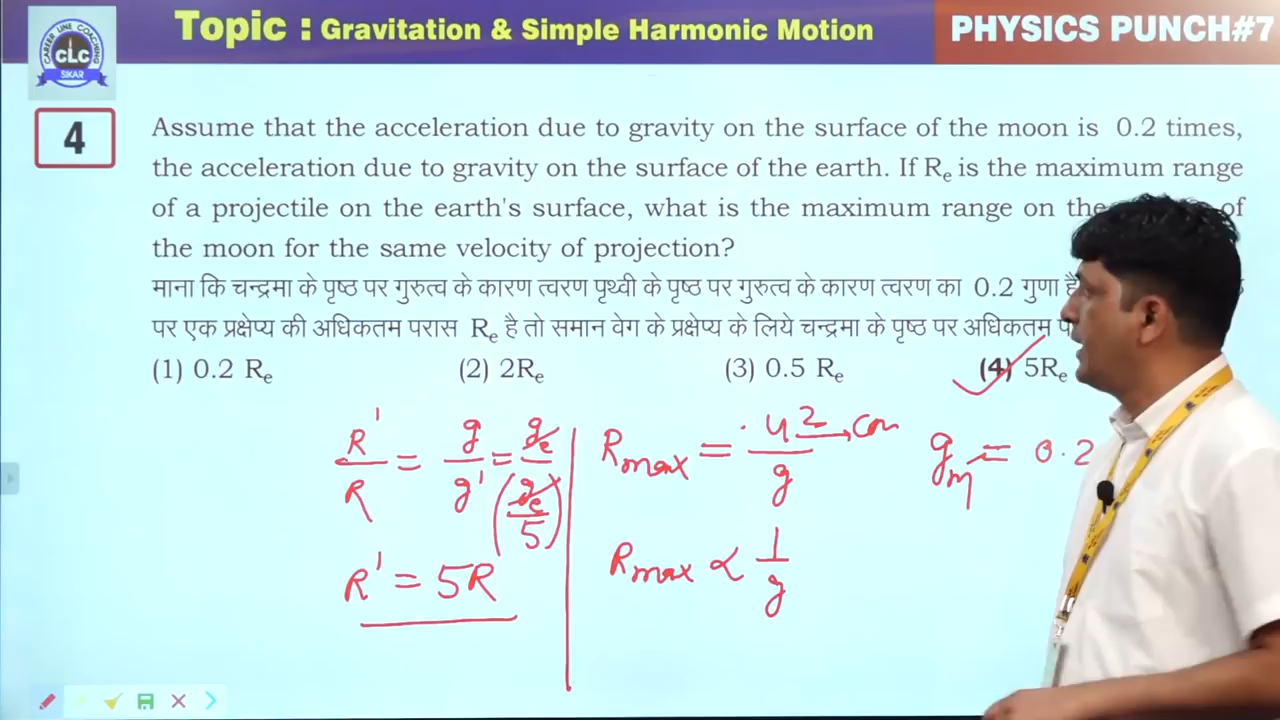 Topic : Gravitation & Simple Harmonic Motion
PHYSICS PUNCH#7
CAREER LINE COACHING
CLC
SIKAR
4
Assume that the acceleration due to gravity on the surface of the moon is 0.2 times,
the acceleration due to gravity on the surface of the earth. If Re is the maximum range
of a projectile on the earth's surface, what is the maximum range on the of
the moon for the same velocity of projection?
माना कि चन्द्रमा के पृष्ठ पर गुरुत्व के कारण त्वरण पृथ्वी के पृष्ठ पर गुरुत्व के कारण त्वरण का 0.2 गुणा है
पर एक प्रक्षेप्य की अधिकतम परास Re है तो समान वेग के प्रक्षेप्य के लिये चन्द्रमा के पृष्ठ पर अधिकतम
(1) 0.2 Re (2) 2Re (3) 0.5 Re (4) 5Re
R'/R = g/g' = ge/(ge/5)
R' = 5R
Rmax = u²/g → con
Rmax ∝ 1/g
gm = 0.2